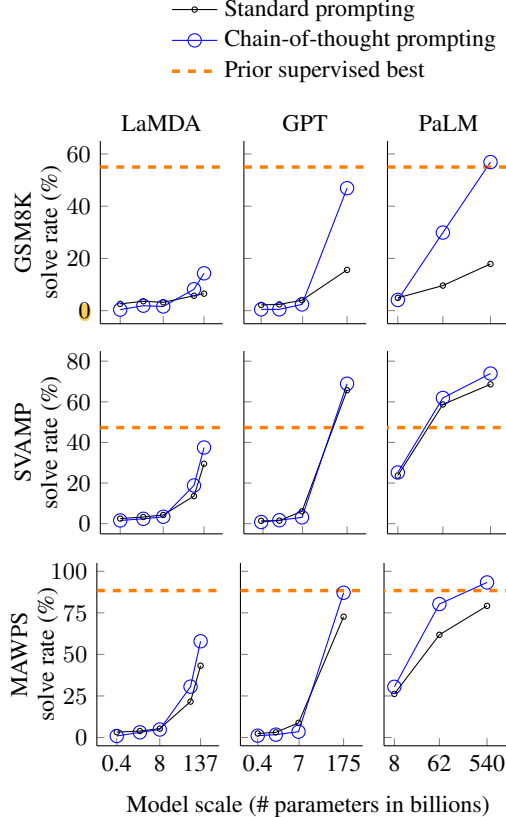 Standard prompting
Chain-of-thought prompting
Prior supervised best
LaMDA GPT PaLM
GSM8K
solve rate (%)
60
40
20
0
SVAMP
solve rate (%)
80
60
40
20
0
MAWPS
solve rate (%)
100
75
50
25
0
0.4 8 137 0.4 7 175 8 62 540
Model scale (# parameters in billions)